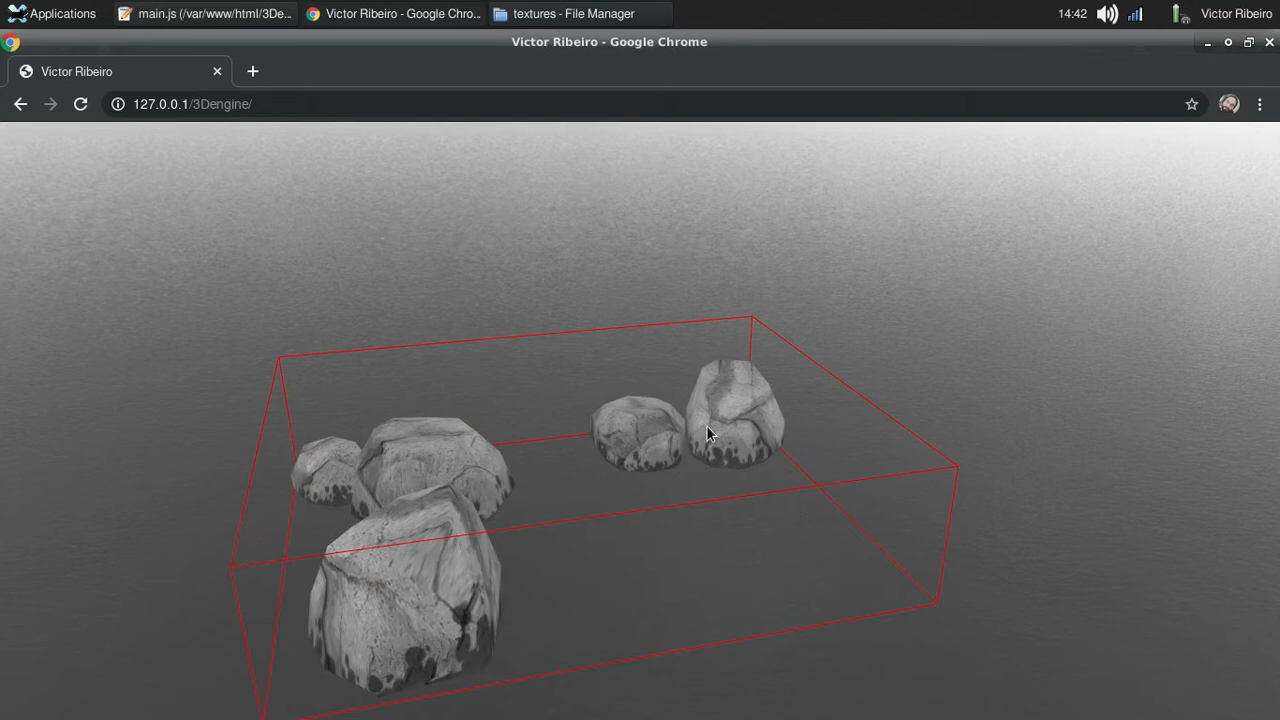 Applications main.js (/var/www/html/3De... Victor Ribeiro - Google Chro... textures - File Manager 14:42 Victor Ribeiro
Victor Ribeiro - Google Chrome
Victor Ribeiro
127.0.0.1/3Dengine/